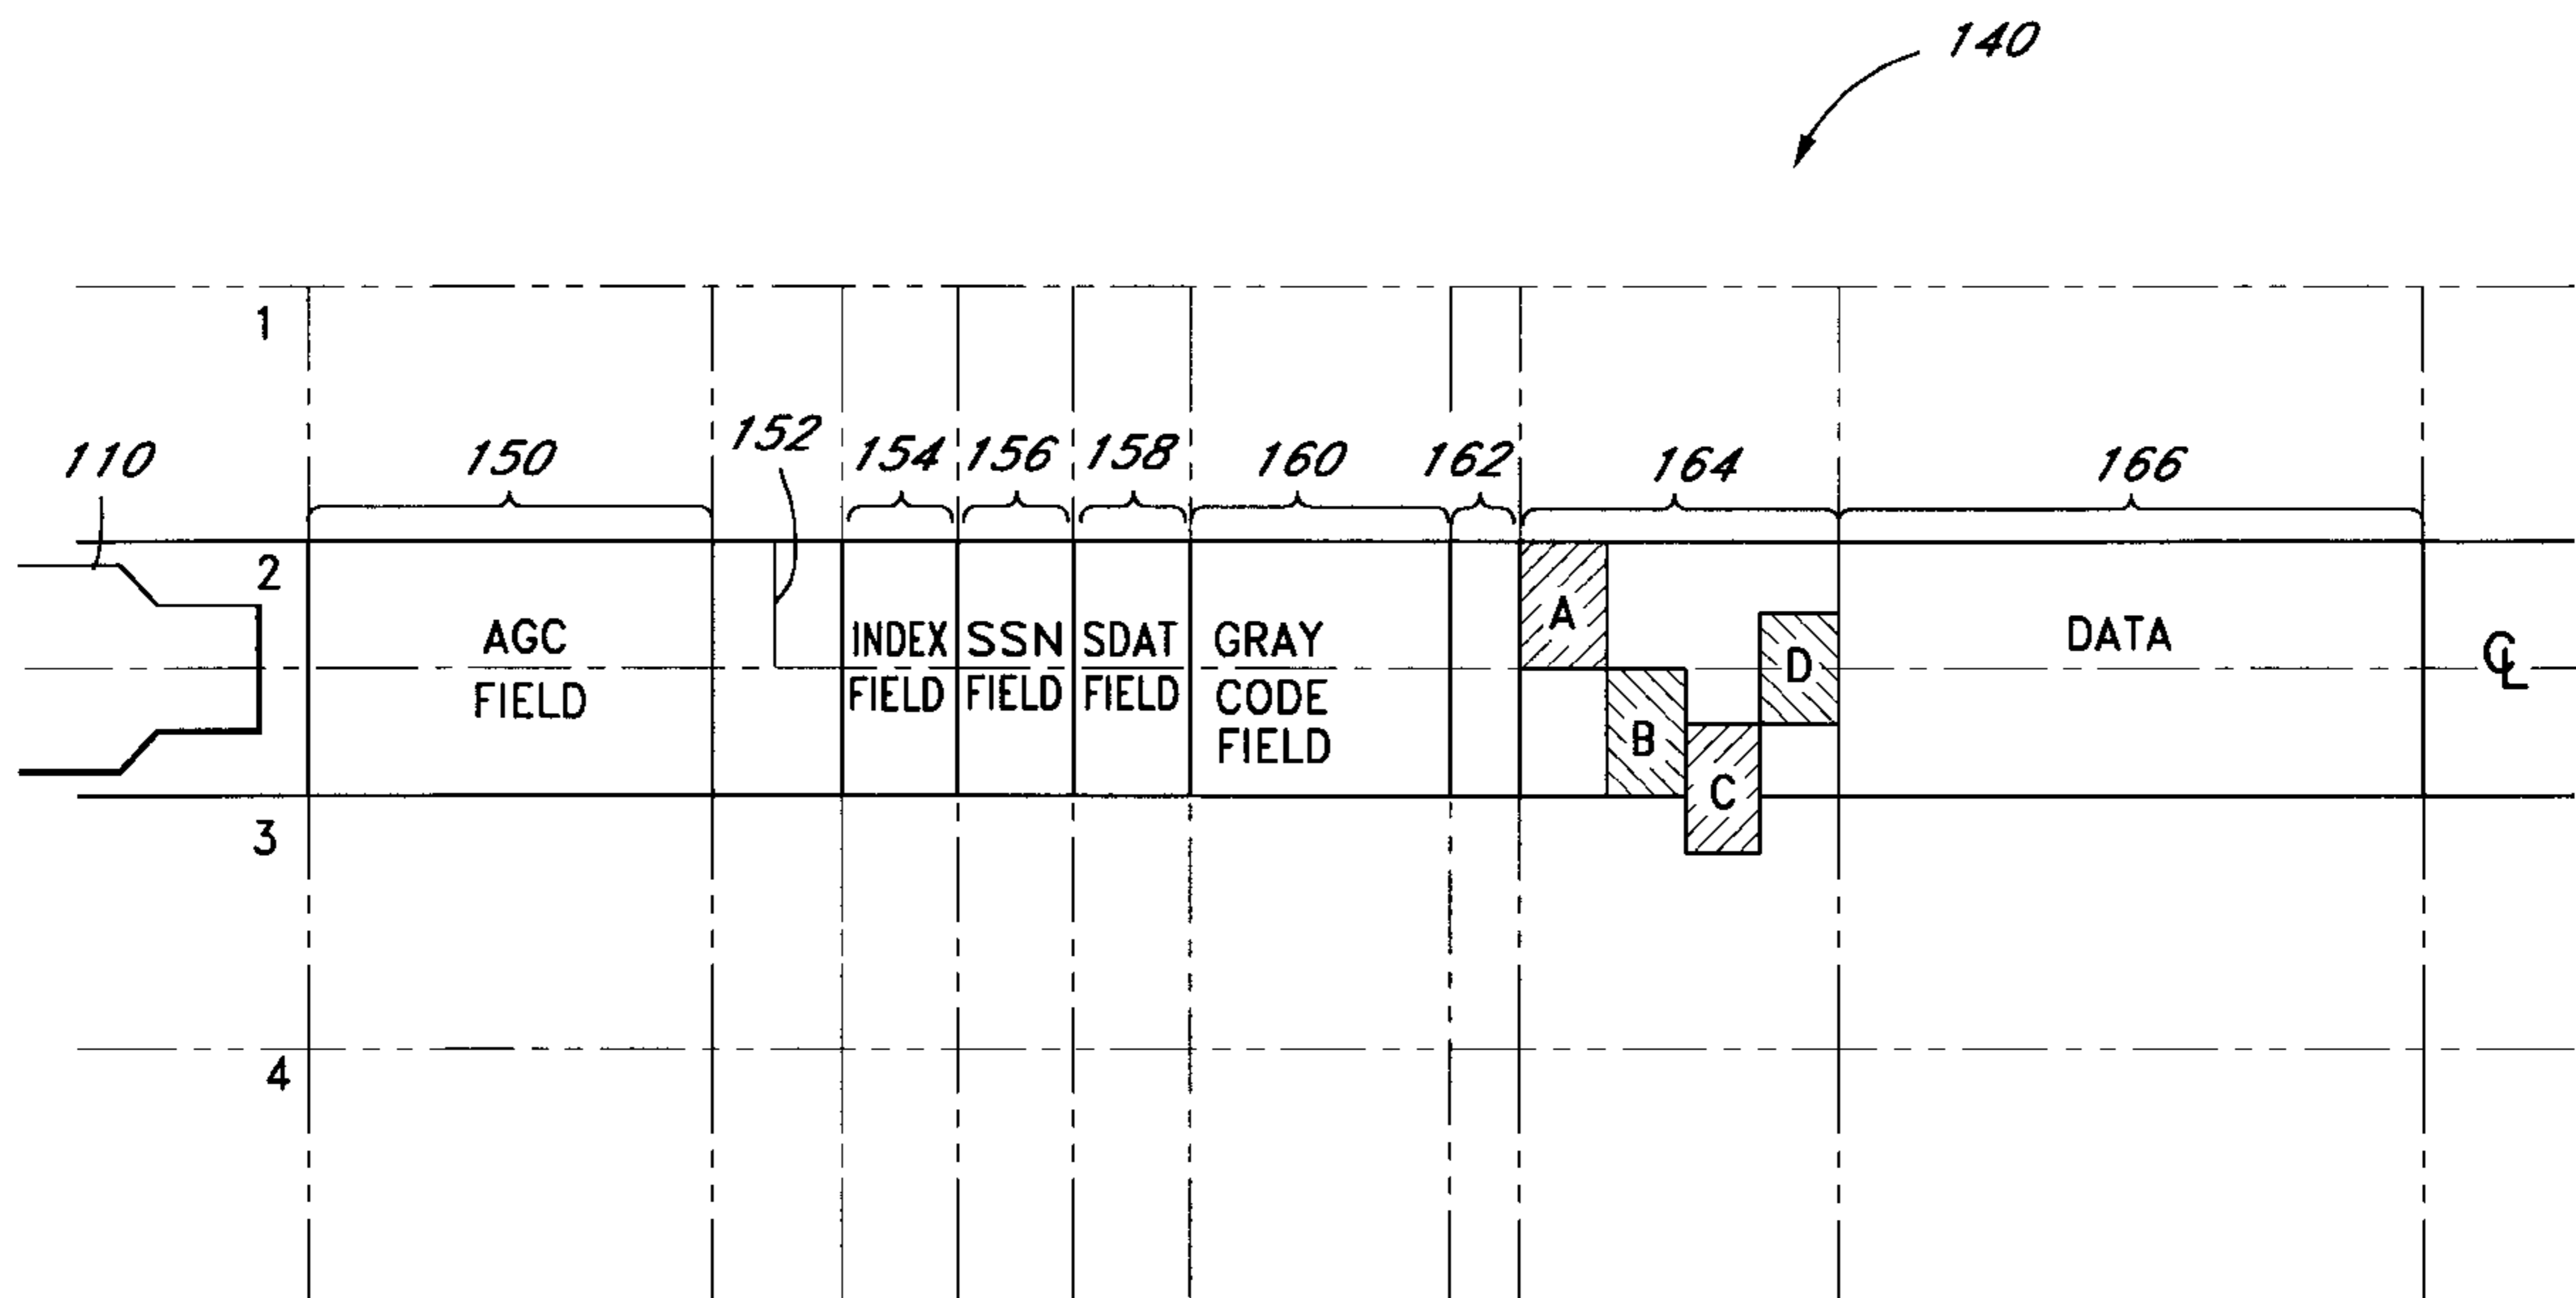 140
1
110
150
152
154
156
158
160
162
164
166
2
AGC
FIELD
INDEX
FIELD
SSN
FIELD
SDAT
FIELD
GRAY
CODE
FIELD
A
B
C
D
DATA
CL
3
4